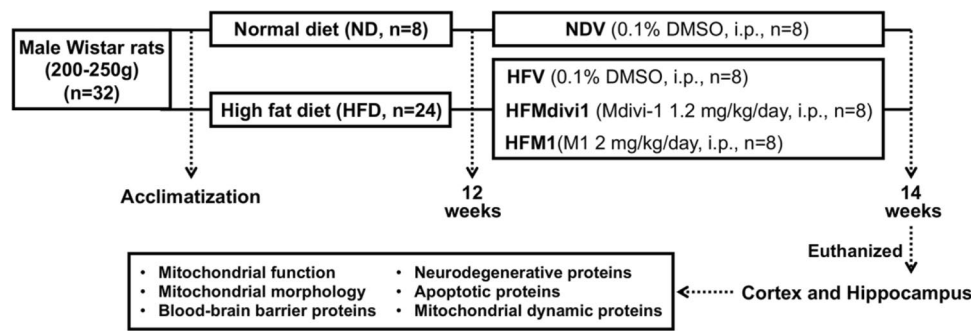 Male Wistar rats
(200-250g)
(n=32)
Normal diet (ND, n=8)
High fat diet (HFD, n=24)
NDV (0.1% DMSO, i.p., n=8)
HFV (0.1% DMSO, i.p., n=8)
HFMdivi1 (Mdivi-1 1.2 mg/kg/day, i.p., n=8)
HFM1(M1 2 mg/kg/day, i.p., n=8)
Acclimatization
12
weeks
14
weeks
Euthanized
Cortex and Hippocampus
• Mitochondrial function
• Mitochondrial morphology
• Blood-brain barrier proteins
• Neurodegenerative proteins
• Apoptotic proteins
• Mitochondrial dynamic proteins